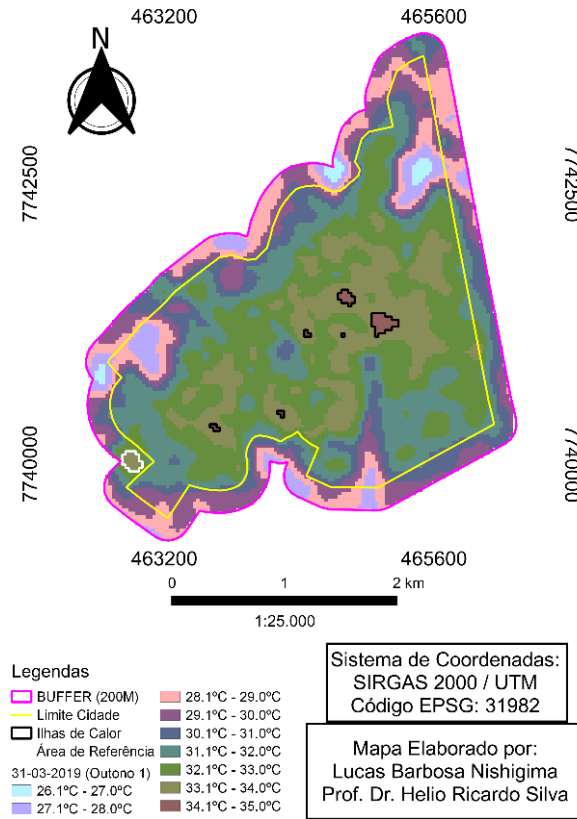 463200 465600
N
7742500 7742500
7740000 7740000
463200 465600
0 1 2 km
1:25.000
Legendas
BUFFER (200M)
Limite Cidade
Ilhas de Calor
Área de Referência
31-03-2019 (Outono 1)
26.1ºC - 27.0ºC
27.1ºC - 28.0ºC
28.1ºC - 29.0ºC
29.1ºC - 30.0ºC
30.1ºC - 31.0ºC
31.1ºC - 32.0ºC
32.1ºC - 33.0ºC
33.1ºC - 34.0ºC
34.1ºC - 35.0ºC
Sistema de Coordenadas:
SIRGAS 2000 / UTM
Código EPSG: 31982
Mapa Elaborado por:
Lucas Barbosa Nishigima
Prof. Dr. Helio Ricardo Silva